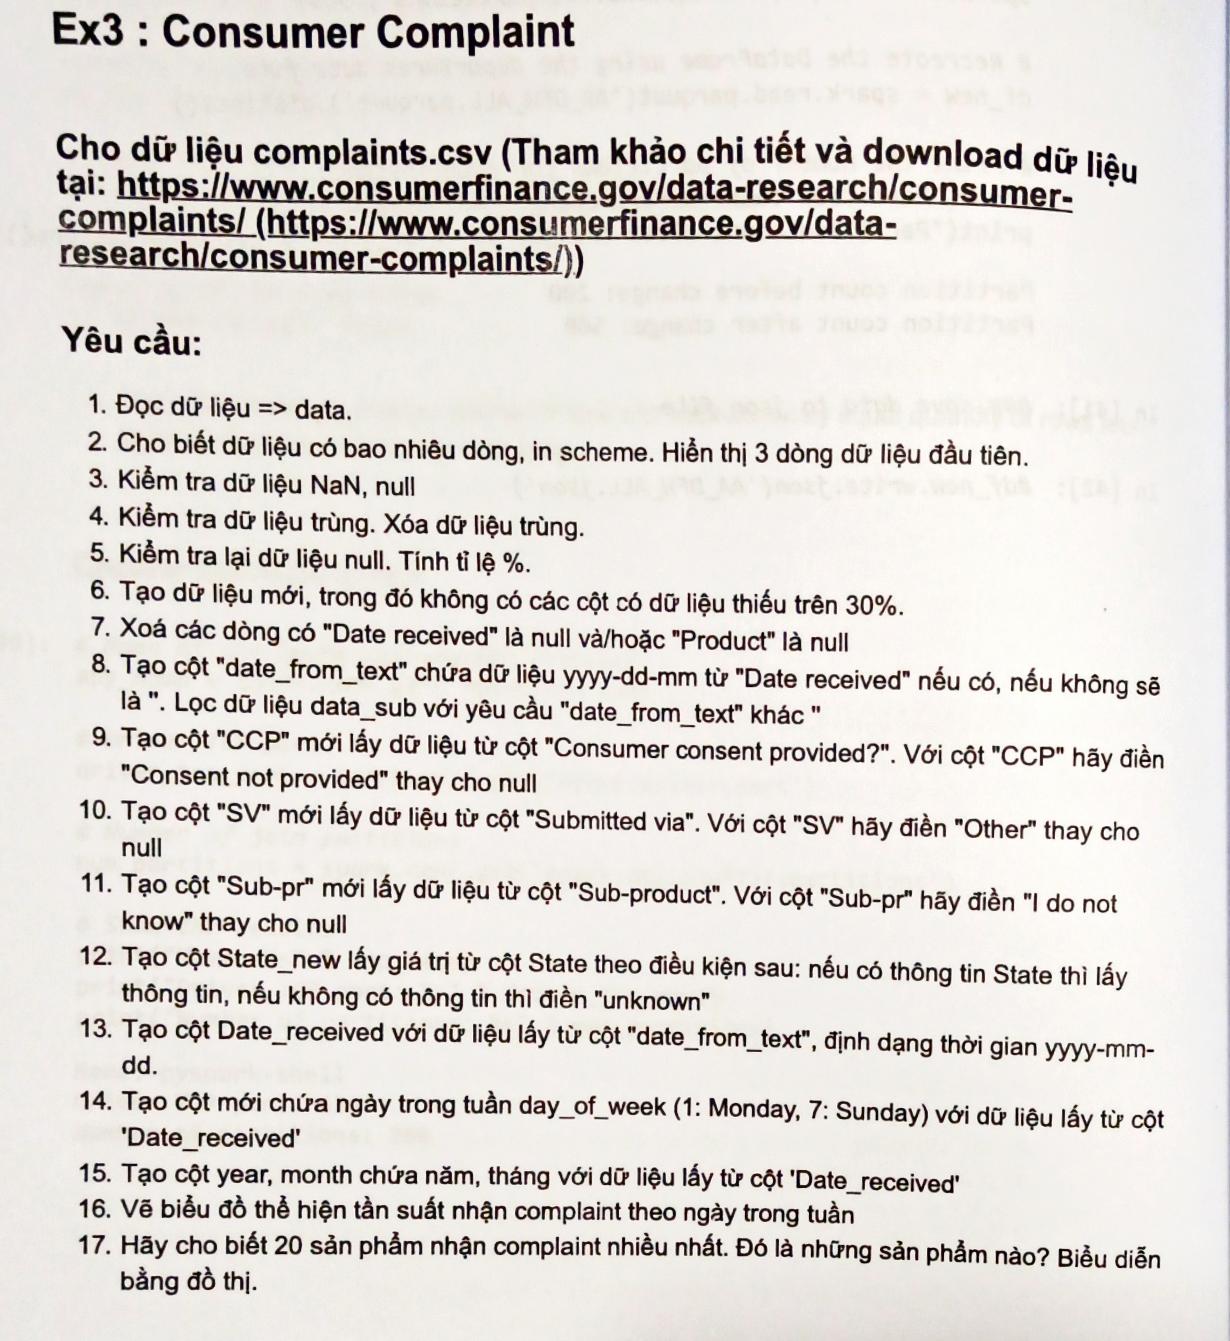 Ex3 : Consumer Complaint
Cho dữ liệu complaints.csv (Tham khảo chi tiết và download dữ liệu
tại: https://www.consumerfinance.gov/data-research/consumer-
complaints/ (https://www.consumerfinance.gov/data-
research/consumer-complaints/))
Yêu cầu:
1. Đọc dữ liệu => data.
2. Cho biết dữ liệu có bao nhiêu dòng, in scheme. Hiển thị 3 dòng dữ liệu đầu tiên.
3. Kiểm tra dữ liệu NaN, null
4. Kiểm tra dữ liệu trùng. Xóa dữ liệu trùng.
5. Kiểm tra lại dữ liệu null. Tính tỉ lệ %.
6. Tạo dữ liệu mới, trong đó không có các cột có dữ liệu thiếu trên 30%.
7. Xoá các dòng có "Date received" là null và/hoặc "Product" là null
8. Tạo cột "date_from_text" chứa dữ liệu yyyy-dd-mm từ "Date received" nếu có, nếu không sẽ
là ''. Lọc dữ liệu data_sub với yêu cầu "date_from_text" khác ''
9. Tạo cột "CCP" mới lấy dữ liệu từ cột "Consumer consent provided?". Với cột "CCP" hãy điền
"Consent not provided" thay cho null
10. Tạo cột "SV" mới lấy dữ liệu từ cột "Submitted via". Với cột "SV" hãy điền "Other" thay cho
null
11. Tạo cột "Sub-pr" mới lấy dữ liệu từ cột "Sub-product". Với cột "Sub-pr" hãy điền "I do not
know" thay cho null
12. Tạo cột State_new lấy giá trị từ cột State theo điều kiện sau: nếu có thông tin State thì lấy
thông tin, nếu không có thông tin thì điền "unknown"
13. Tạo cột Date_received với dữ liệu lấy từ cột "date_from_text", định dạng thời gian yyyy-mm-
dd.
14. Tạo cột mới chứa ngày trong tuần day_of_week (1: Monday, 7: Sunday) với dữ liệu lấy từ cột
'Date_received'
15. Tạo cột year, month chứa năm, tháng với dữ liệu lấy từ cột 'Date_received'
16. Vẽ biểu đồ thể hiện tần suất nhận complaint theo ngày trong tuần
17. Hãy cho biết 20 sản phẩm nhận complaint nhiều nhất. Đó là những sản phẩm nào? Biểu diễn
bằng đồ thị.